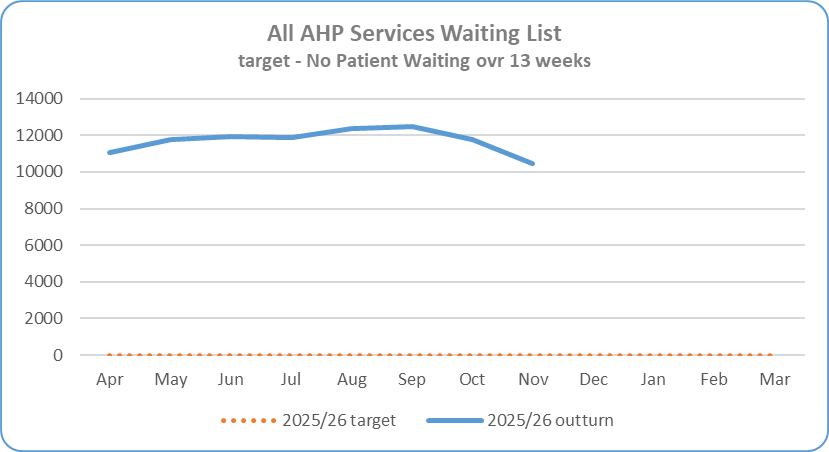 All AHP Services Waiting List
target - No Patient Waiting ovr 13 weeks
14000
12000
10000
8000
6000
4000
2000
0
Apr May Jun Jul Aug Sep Oct Nov Dec Jan Feb Mar
2025/26 target 2025/26 outturn